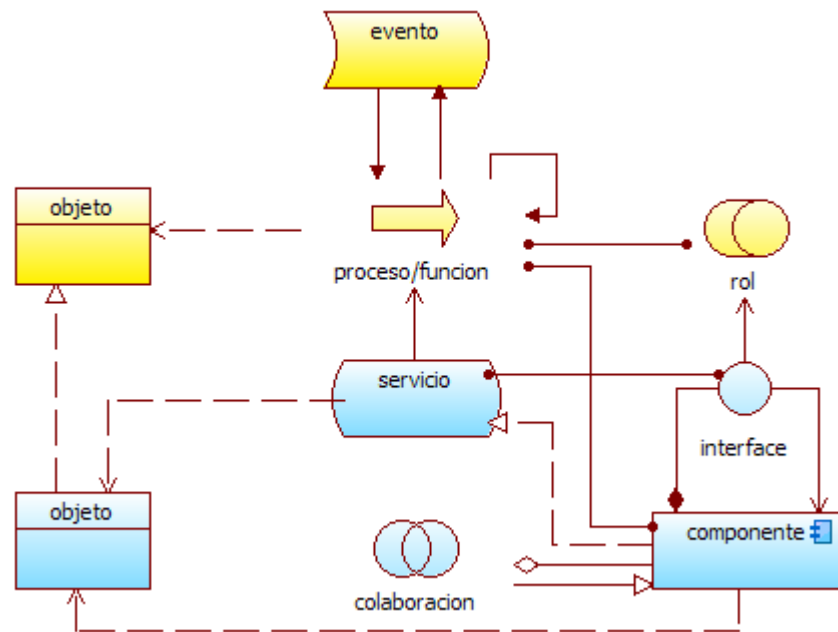 evento
objeto
proceso/funcion
rol
servicio
interface
objeto
componente
colaboracion